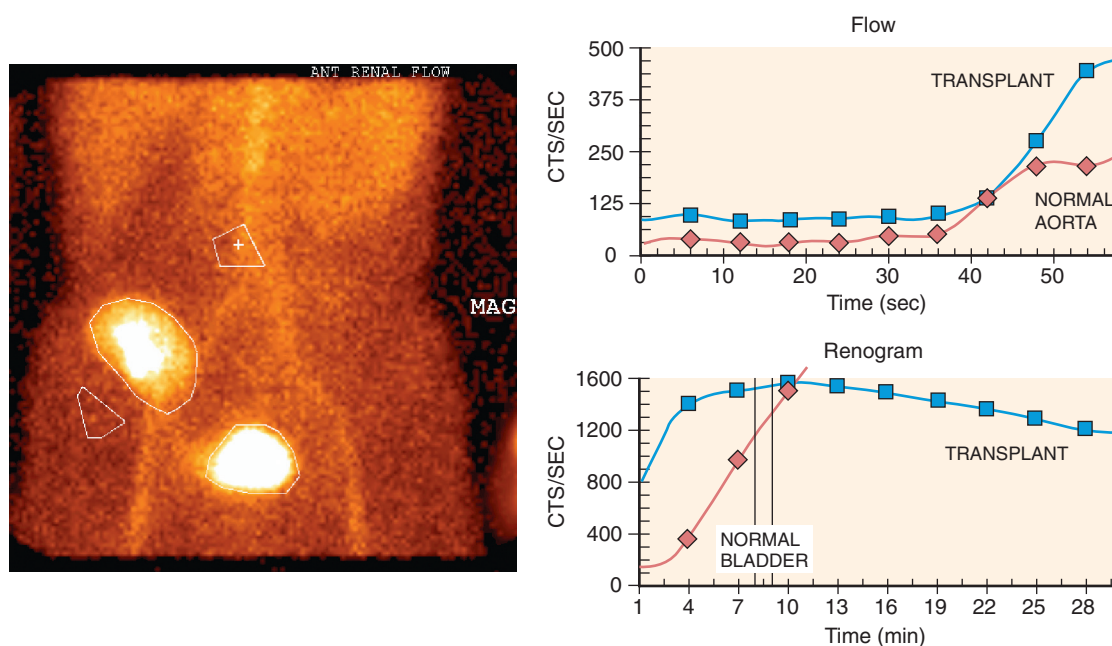 ANT RENAL FLOW
MAG
Flow
CTS/SEC
500
375
250
125
0
TRANSPLANT
NORMAL
AORTA
0 10 20 30 40 50
Time (sec)
Renogram
CTS/SEC
1600
1200
800
400
0
TRANSPLANT
NORMAL
BLADDER
1 4 7 10 13 16 19 22 25 28
Time (min)